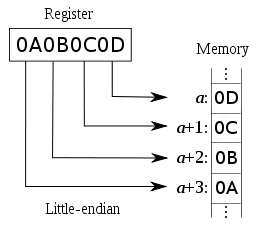 Register
0A0B0C0D
Memory
a: 0D
a+1: 0C
a+2: 0B
a+3: 0A
Little-endian